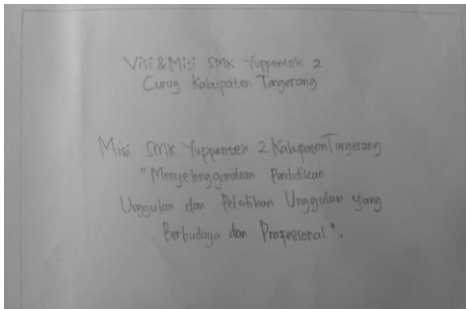 Visi & Misi SMK Yuppentek 2
Curug Kabupaten Tangerang
Misi SMK Yuppentek 2 Kabupaten Tangerang
"Menyelenggarakan Pendidikan
Unggulan dan Pelatihan Unggulan yang
Berbudaya dan Professonal".